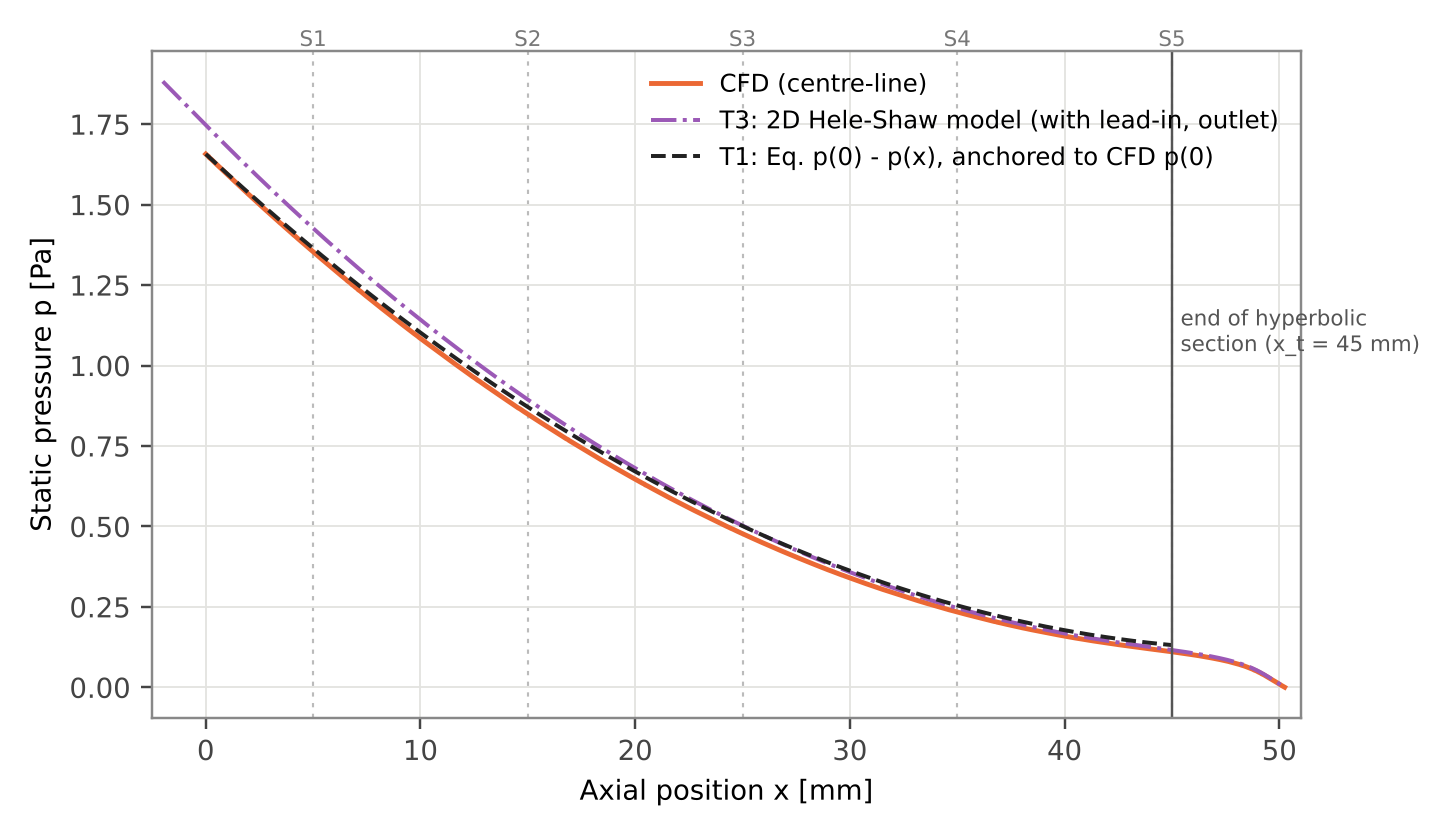 S1 S2 S3 S4 S5
CFD (centre-line)
T3: 2D Hele-Shaw model (with lead-in, outlet)
T1: Eq. p(0) - p(x), anchored to CFD p(0)
1.75
1.50
1.25
1.00
0.75
0.50
0.25
0.00
Static pressure p [Pa]
end of hyperbolic
section (x_t = 45 mm)
0 10 20 30 40 50
Axial position x [mm]